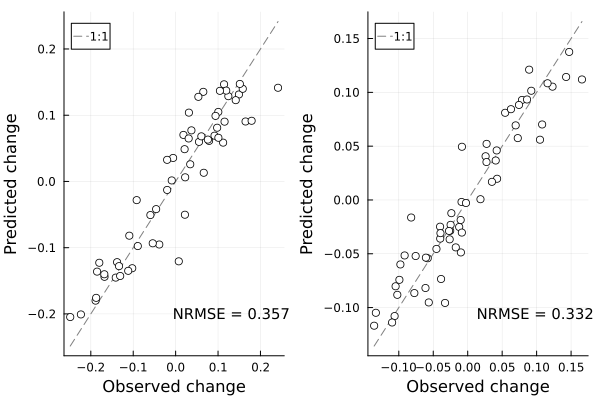 1:1
0.2
0.1
0.0
−0.1
−0.2
Predicted change
NRMSE = 0.357
−0.2 −0.1 0.0 0.1 0.2
Observed change
1:1
0.15
0.10
0.05
0.00
−0.05
−0.10
Predicted change
NRMSE = 0.332
−0.10 −0.05 0.00 0.05 0.10 0.15
Observed change